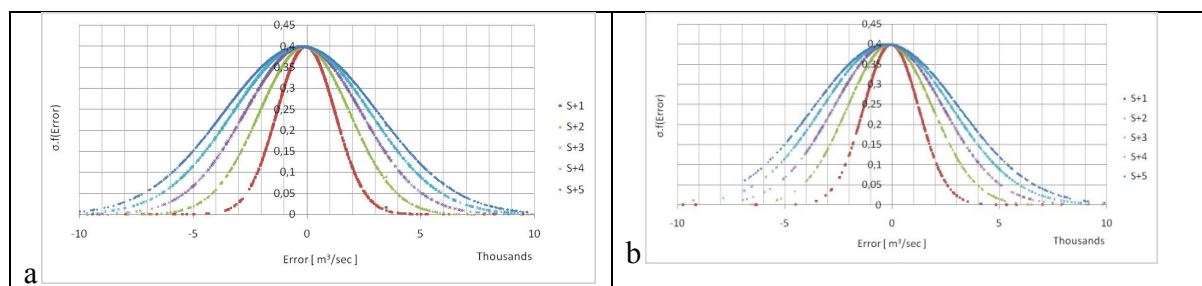 0,45
0,4
0,35
0,3
0,25
0,2
0,15
0,1
0,05
0
-10
-5
0
5
10
σ.f(Error)
Error [ m³/sec]
Thousands
S+1
S+2
S+3
S+4
S+5
a
0,45
0,4
0,35
0,3
0,25
0,2
0,15
0,1
0,05
0
-10
-5
0
5
10
σ.f(Error)
Error [ m³/sec]
Thousands
S+1
S+2
S+3
S+4
S+5
b